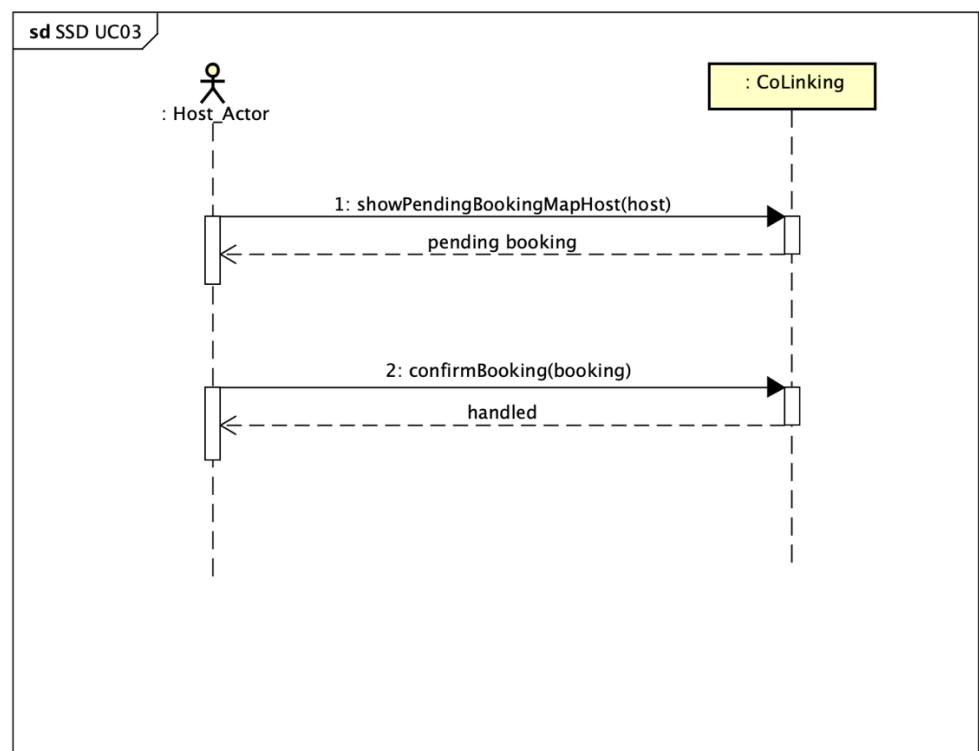 sd SSD UC03
: Host_Actor
: CoLinking
1: showPendingBookingMapHost(host)
pending booking
2: confirmBooking(booking)
handled